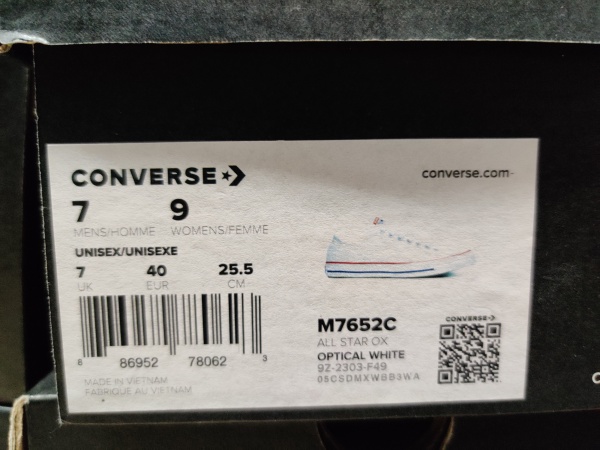 CONVERSE
converse.com
7 9
MENS/HOMME WOMENS/FEMME
UNISEX/UNISEXE
7 40 25.5
UK EUR CM
8 86952 78062 3
MADE IN VIETNAM
FABRIQUÉ AU VIETNAM
M7652C
ALL STAR OX
OPTICAL WHITE
9Z-2303-F49
CONVERSE